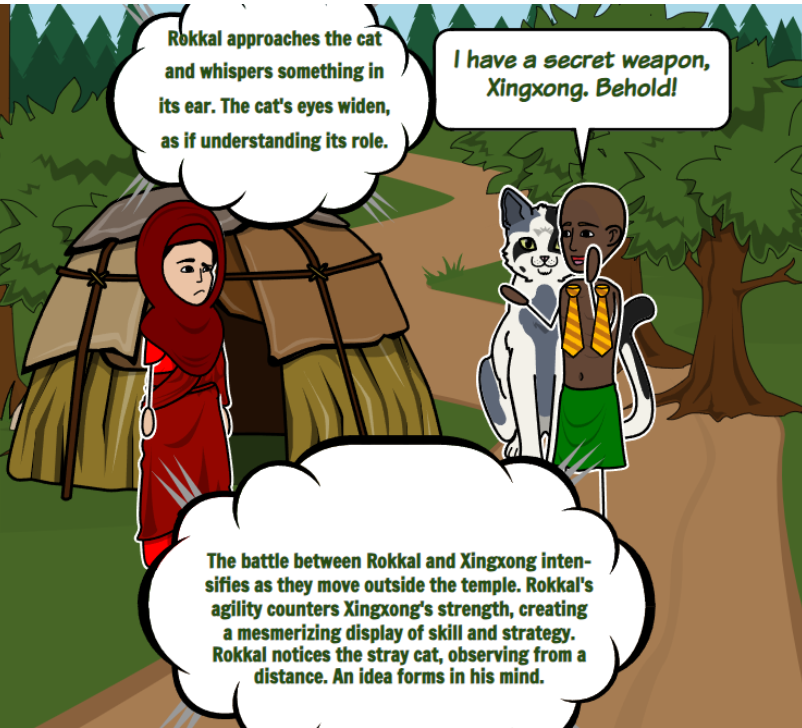 Rokkal approaches the cat
and whispers something in
its ear. The cat's eyes widen,
as if understanding its role.
I have a secret weapon,
Xingxong. Behold!
The battle between Rokkal and Xingxong inten-
sifies as they move outside the temple. Rokkal's
agility counters Xingxong's strength, creating
a mesmerizing display of skill and strategy.
Rokkal notices the stray cat, observing from a
distance. An idea forms in his mind.